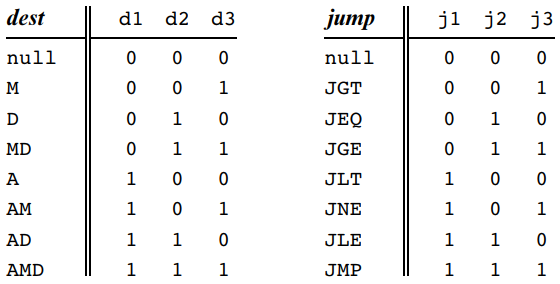 dest d1 d2 d3 jump j1 j2 j3
null 0 0 0 null 0 0 0
M 0 0 1 JGT 0 0 1
D 0 1 0 JEQ 0 1 0
MD 0 1 1 JGE 0 1 1
A 1 0 0 JLT 1 0 0
AM 1 0 1 JNE 1 0 1
AD 1 1 0 JLE 1 1 0
AMD 1 1 1 JMP 1 1 1